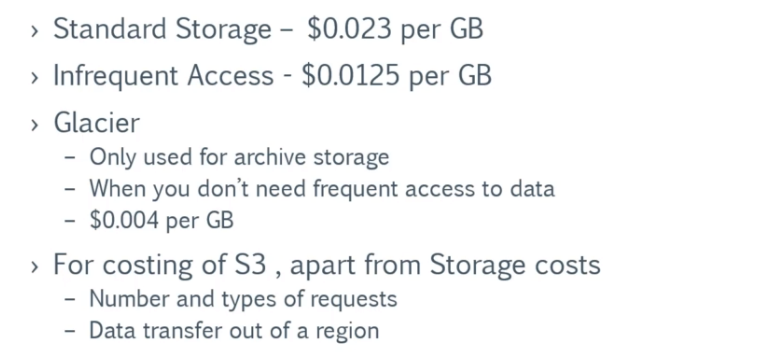 › Standard Storage – $0.023 per GB
› Infrequent Access - $0.0125 per GB
› Glacier
– Only used for archive storage
– When you don’t need frequent access to data
– $0.004 per GB
› For costing of S3 , apart from Storage costs
– Number and types of requests
– Data transfer out of a region